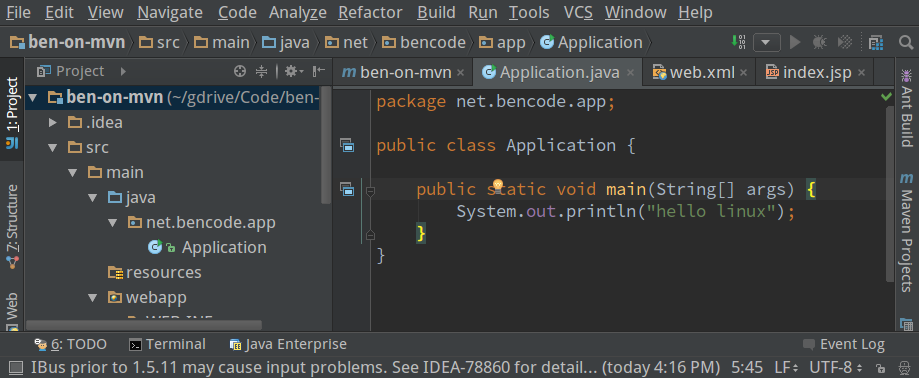 File Edit View Navigate Code Analyze Refactor Build Run Tools VCS Window Help
ben-on-mvn src main java net bencode app Application
Project
ben-on-mvn Application.java web.xml index.jsp
1: Project
7: Structure
Web
ben-on-mvn (~/gdrive/Code/ben-
.idea
src
main
java
net.bencode.app
Application
resources
webapp
WEB-INF
package net.bencode.app;
public class Application {
public static void main(String[] args) {
System.out.println("hello linux");
}
}
Ant Build
Maven Projects
6: TODO Terminal Java Enterprise Event Log
IBus prior to 1.5.11 may cause input problems. See IDEA-78860 for detail... (today 4:16 PM) 5:45 LF UTF-8